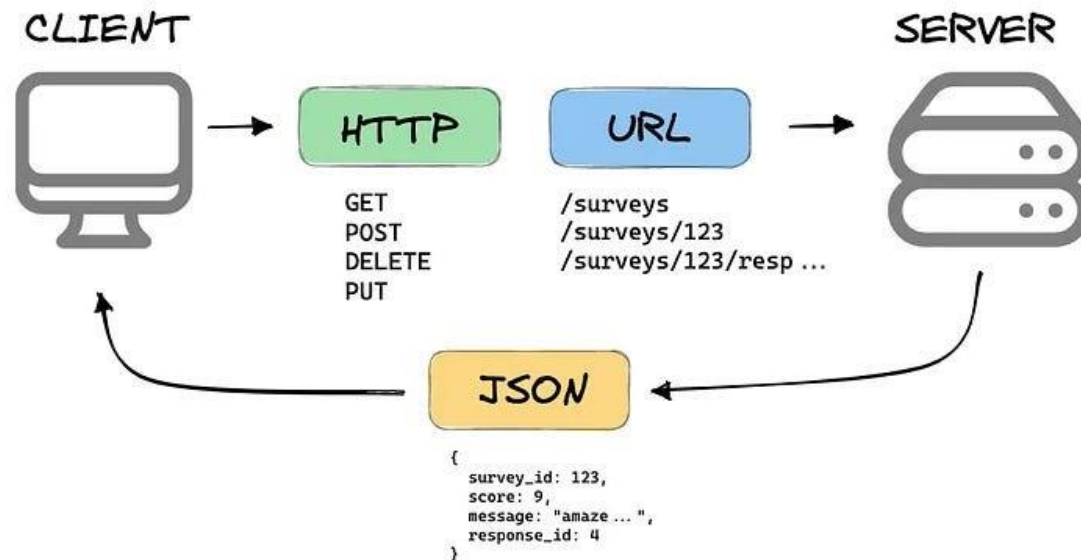 CLIENT
SERVER
HTTP
URL
GET
POST
DELETE
PUT
/surveys
/surveys/123
/surveys/123/resp ...
JSON
{
survey_id: 123,
score: 9,
message: "amaze ... ",
response_id: 4
}